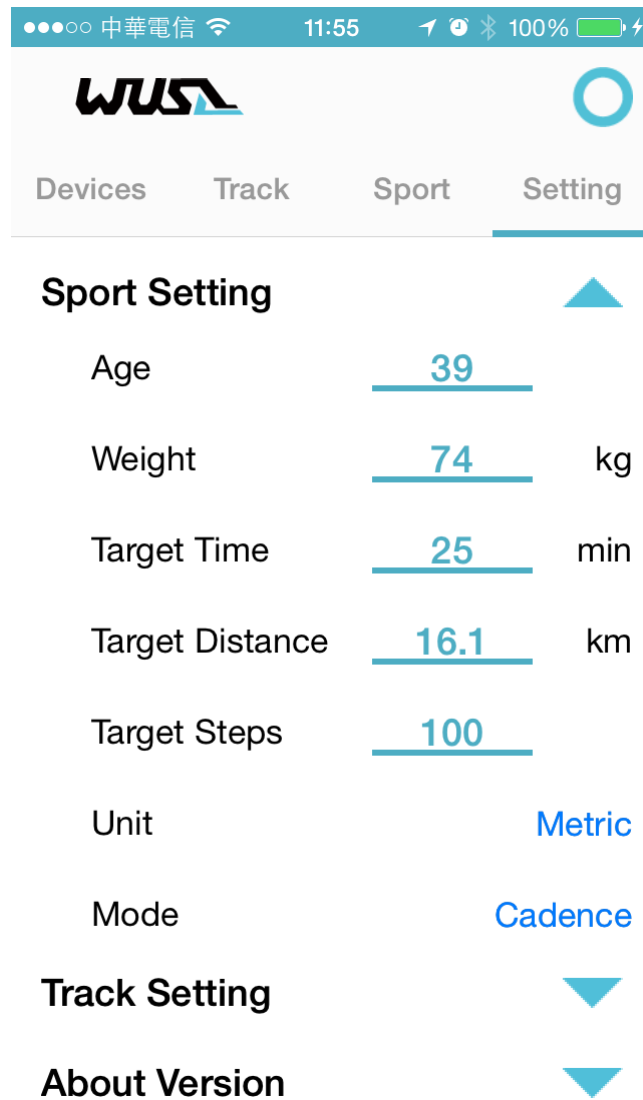 中華電信 11:55 100%
WUSA
Devices Track Sport Setting
Sport Setting
Age 39
Weight 74 kg
Target Time 25 min
Target Distance 16.1 km
Target Steps 100
Unit Metric
Mode Cadence
Track Setting
About Version